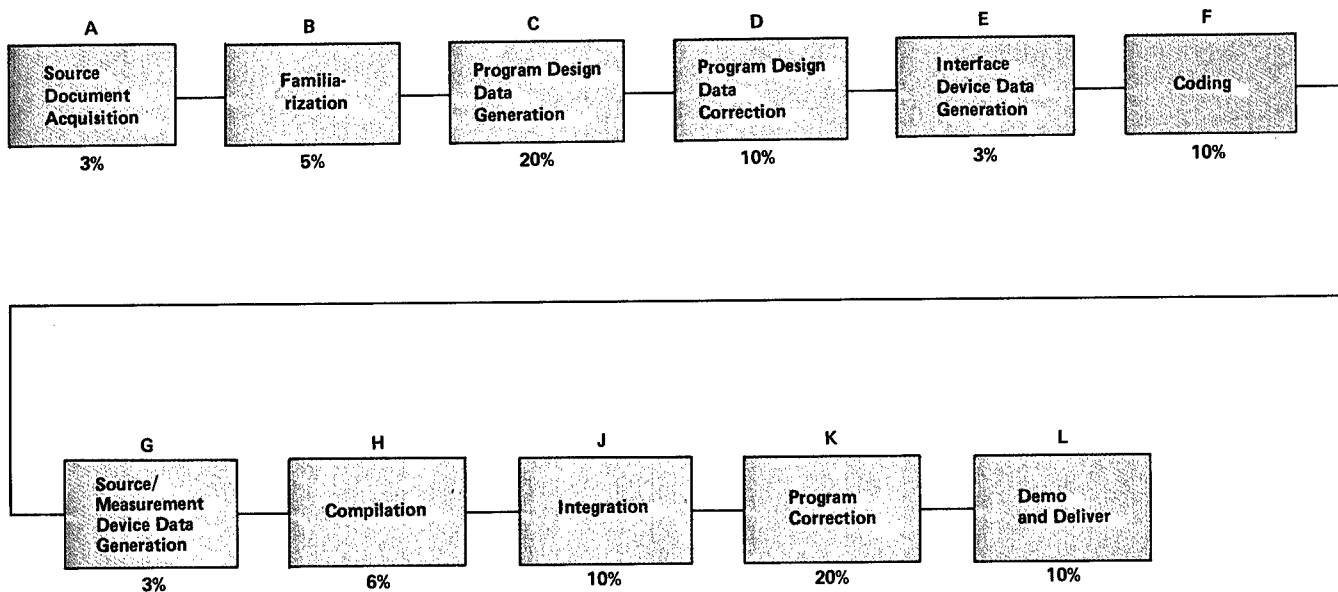 A
B
C
D
E
F
Source
Document
Acquisition
Familia-
rization
Program Design
Data
Generation
Program Design
Data
Correction
Interface
Device Data
Generation
Coding
3%
5%
20%
10%
3%
10%
G
H
J
K
L
Source/
Measurement
Device Data
Generation
Compilation
Integration
Program
Correction
Demo
and Deliver
3%
6%
10%
20%
10%